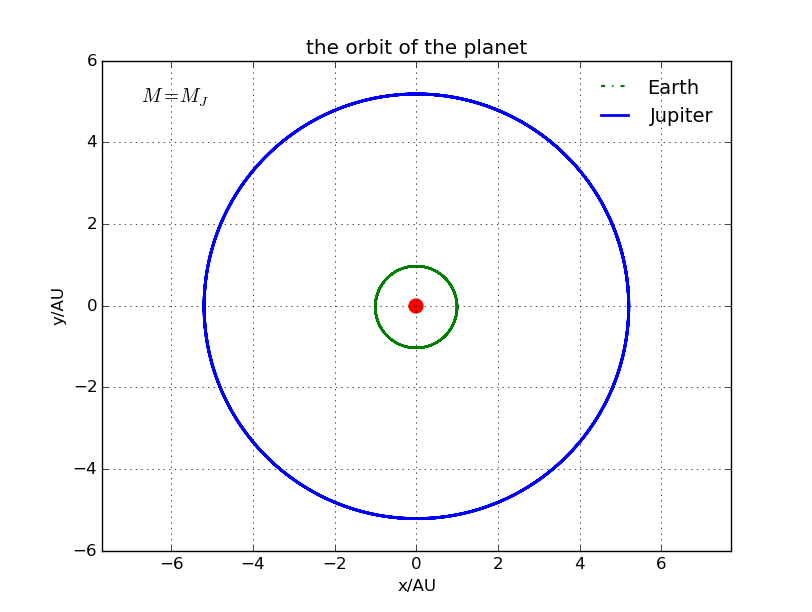 the orbit of the planet
M=M_J
Earth
Jupiter
6
4
2
0
−2
−4
−6
y/AU
−6 −4 −2 0 2 4 6
x/AU